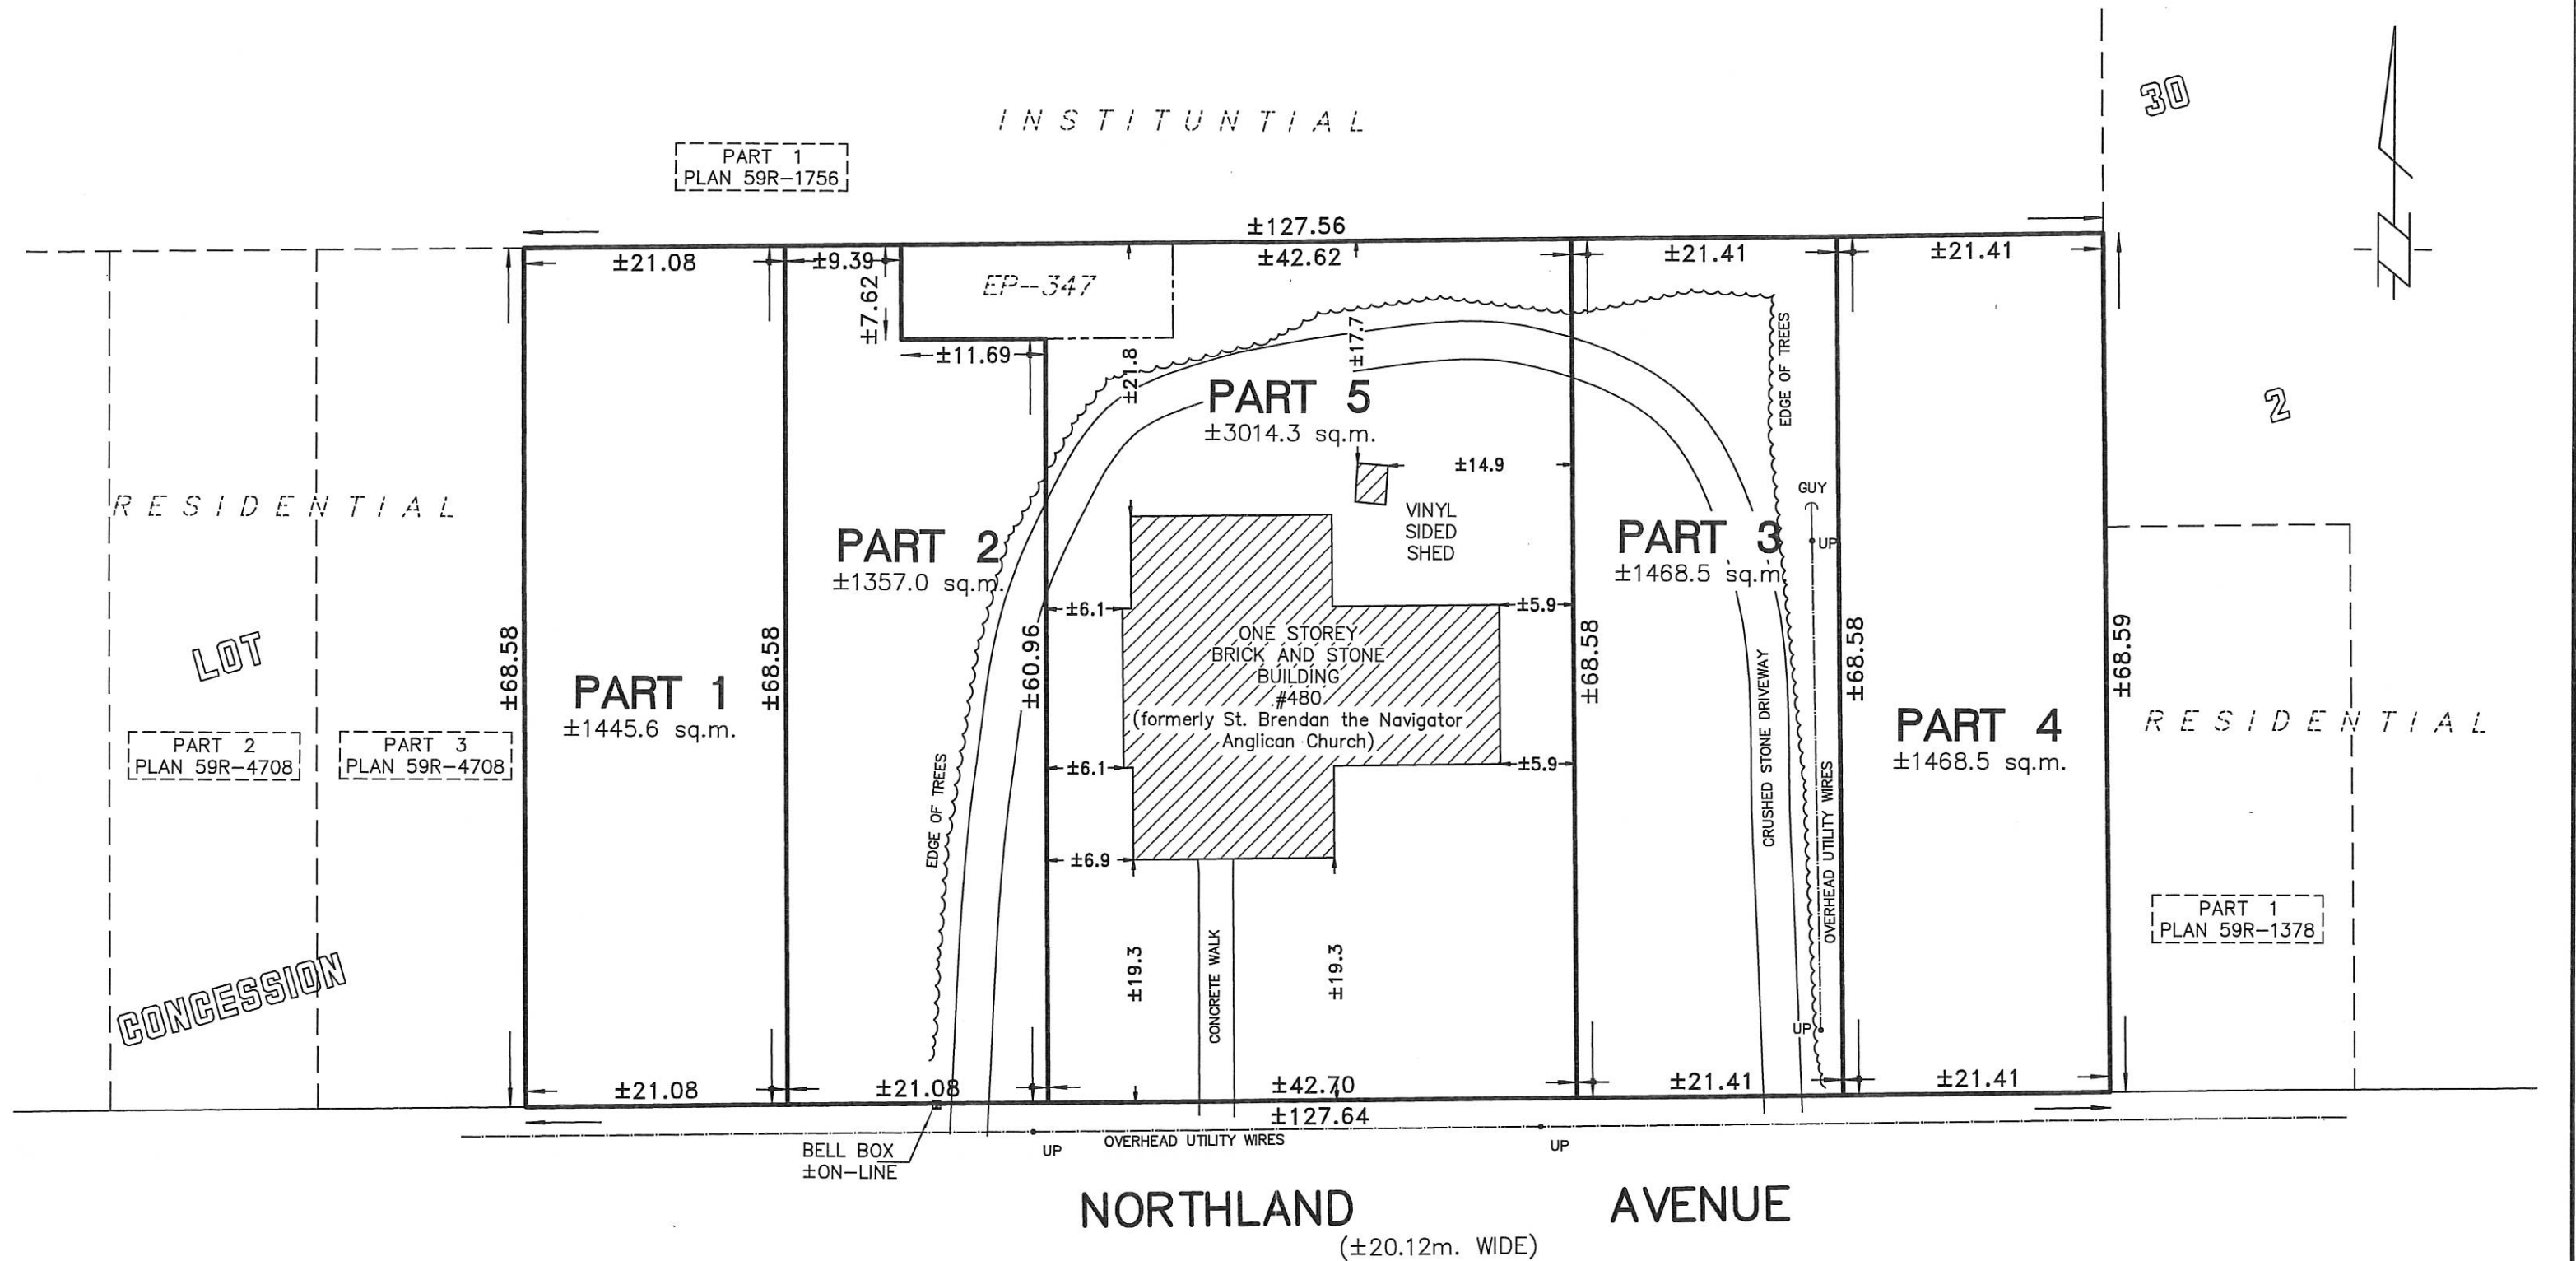 30
INSTITUNTIAL
PART 1
PLAN 59R-1756
±127.56
±21.08
±9.39
±42.62
±21.41
±21.41
±7.62
EP-347
±11.69
±21.8
±17.7
EDGE OF TREES
2
PART 5
±3014.3 sq.m.
±14.9
VINYL
SIDED
SHED
GUY
UP
RESIDENTIAL
PART 2
±1357.0 sq.m.
PART 3
±1468.5 sq.m.
±6.1
±5.9
ONE STOREY
BRICK AND STONE
BUILDING
#480
(formerly St. Brendan the Navigator
Anglican Church)
LOT
±68.58
PART 1
±1445.6 sq.m.
±68.58
±60.96
±68.58
±68.58
PART 4
±1468.5 sq.m.
±68.59
RESIDENTIAL
PART 2
PLAN 59R-4708
PART 3
PLAN 59R-4708
±6.1
±5.9
EDGE OF TREES
CRUSHED STONE DRIVEWAY
OVERHEAD UTILITY WIRES
±6.9
PART 1
PLAN 59R-1378
CONCESSION
±19.3
CONCRETE WALK
±19.3
UP
±21.08
±21.08
±42.70
±21.41
±21.41
±127.64
BELL BOX
±ON-LINE
UP
OVERHEAD UTILITY WIRES
UP
NORTHLAND AVENUE
(±20.12m. WIDE)